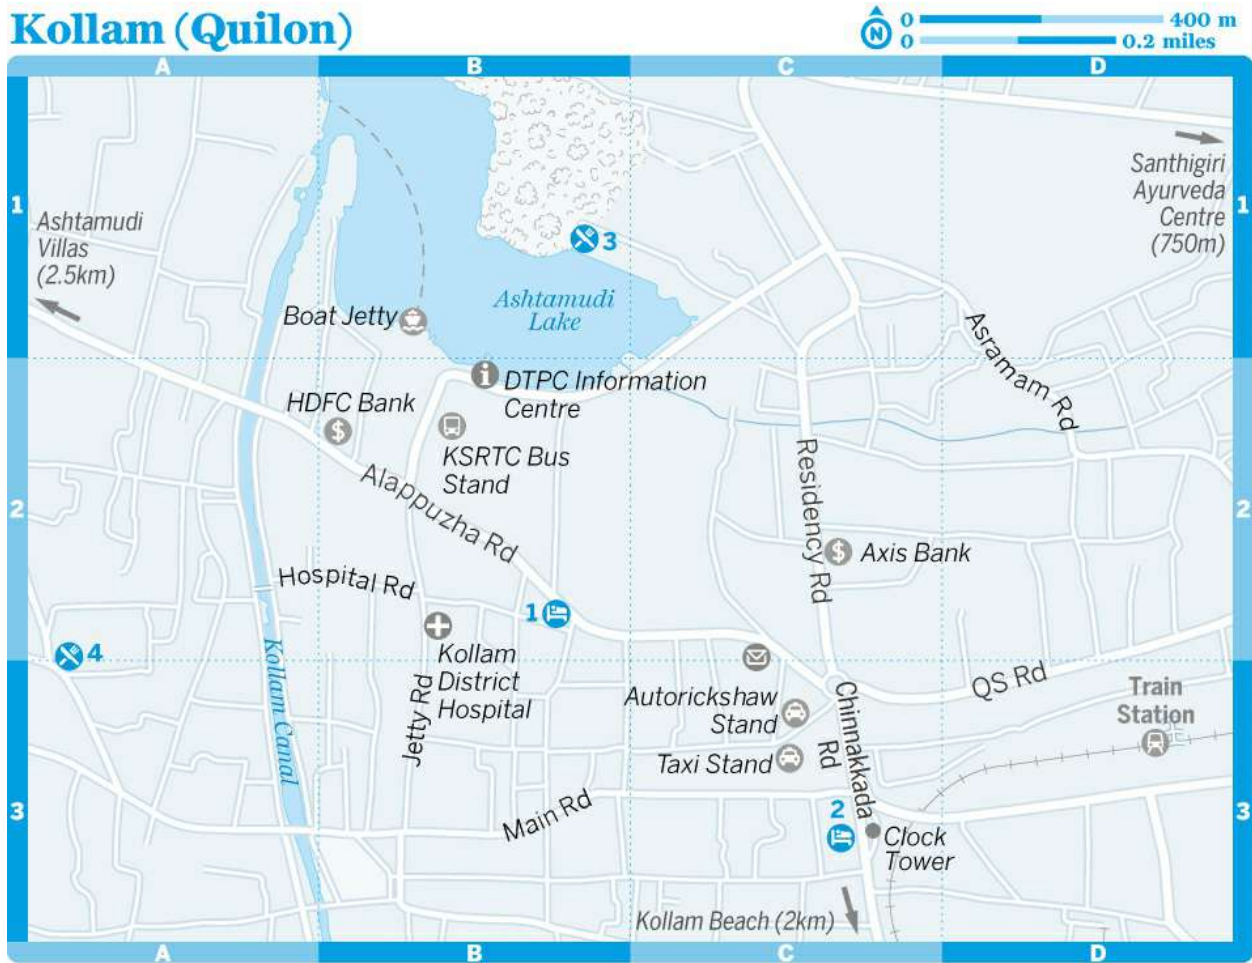 Kollam (Quilon)
N
0 400 m
0 0.2 miles
A B C D
1
1
Santhigiri
Ayurveda
Centre
(750m)
Ashtamudi
Villas
(2.5km)
3
Ashtamudi
Lake
Boat Jetty
Asramam Rd
DTPC Information
Centre
HDFC Bank
$
KSRTC Bus
Stand
Alappuzha Rd
Residency Rd
2
2
$ Axis Bank
Hospital Rd
1
4
Kollam
District
Hospital
Kollam Canal
Jetty Rd
Autorickshaw
Stand
QS Rd
Train
Station
Taxi Stand
Chinnakkada
Rd
Main Rd
2
3
3
Clock
Tower
Kollam Beach (2km)
A B C D